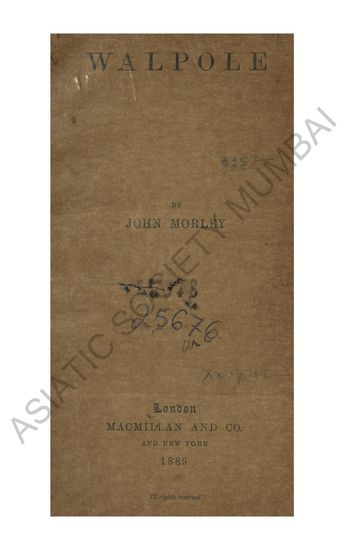 WALPOLE
BY
JOHN MORLEY
25676
London
MACMILLAN AND CO.
AND NEW YORK
1889
All rights reserved
ASIATIC SOCIETY MUMBAI